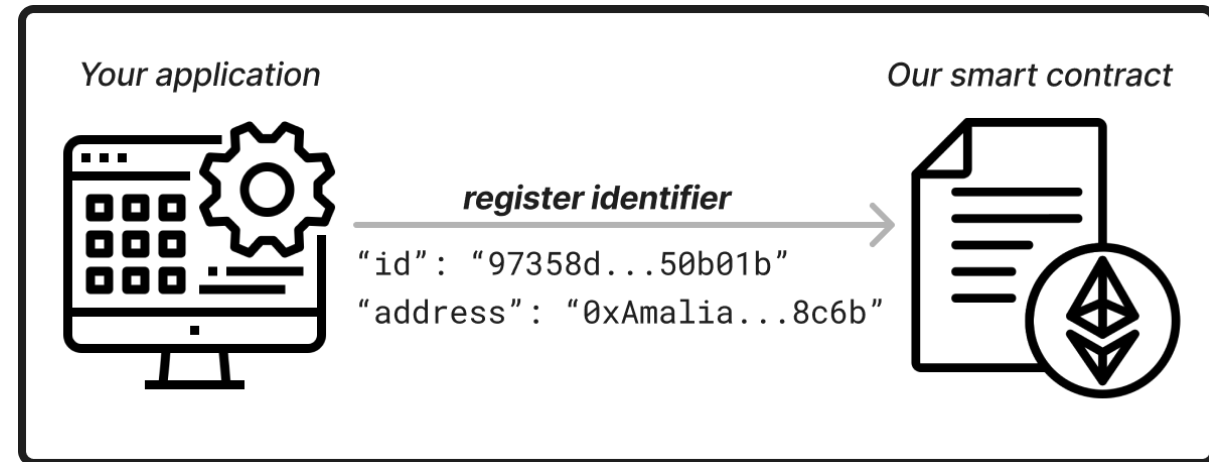 Your application
Our smart contract
register identifier
“id”: “97358d...50b01b”
“address”: “0xAmalia...8c6b”